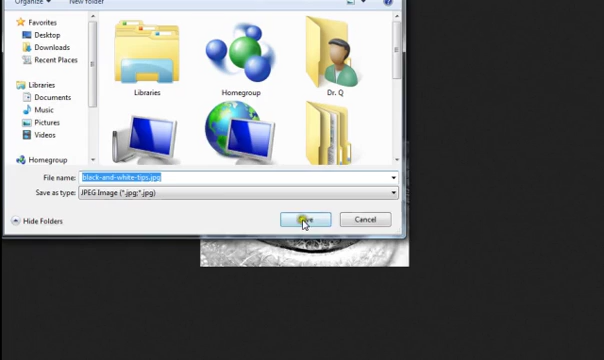 Organize
New folder
Favorites
Desktop
Downloads
Recent Places
Libraries
Documents
Music
Pictures
Videos
Homegroup
Libraries
Homegroup
Dr. Q
File name: black-and-white-tips.jpg
Save as type: JPEG Image (*.jpg;*.jpg)
Hide Folders
Cancel